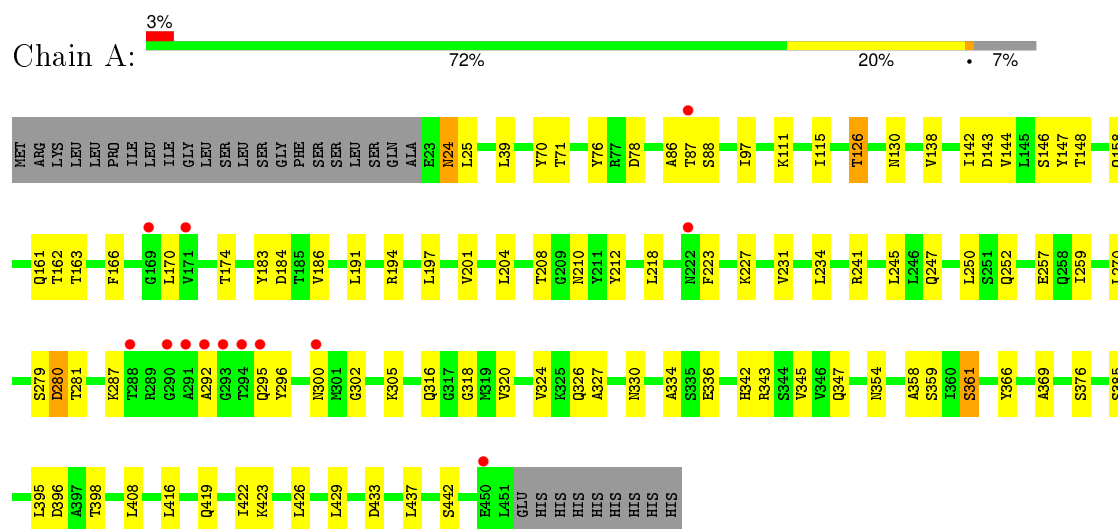 3%
Chain A:
72% 20% • 7%
MET ARG LYS LEU LEU PRO ILE LEU ILE GLY LEU SER LEU SER GLY PHE SER SER LEU SER GLN ALA E23 N24 L25 L39 Y70 T71 Y76 R77 D78 A86 T87 S88 I97 K111 I115 T126 N130 V138 I142 D143 V144 L145 S146 Y147 T148
Q161 T162 T163 F166 G169 L170 V171 T174 Y183 D184 T185 V186 L191 R194 L197 V201 L204 T208 G209 N210 Y211 Y212 L218 N222 F223 K227 V231 L234 R241 L245 L246 Q247 L250 S251 Q252 E257 Q258 I259 L270
S279 D280 T281 K287 T288 R289 G290 A291 A292 G293 T294 Q295 Y296 N300 M301 G302 K305 Q316 G317 G318 M319 V320 V324 K325 Q326 A327 N330 A334 S335 E336 H342 R343 S344 V345 V346 Q347 N354 A358 S359 I360 S361 Y366 A369 S376 S385
L395 D396 A397 T398 L408 L416 Q419 I422 K423 L426 L429 D433 L437 S442 E450 L451 GLU HIS HIS HIS HIS HIS HIS HIS HIS